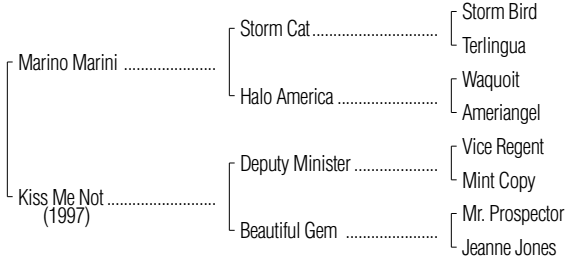 Storm Bird
Storm Cat ................................
Terlingua
Marino Marini .......................
Waquoit
Halo America .........................
Ameriangel
Vice Regent
Deputy Minister .....................
Mint Copy
Kiss Me Not ...........................
(1997)
Mr. Prospector
Beautiful Gem .......................
Jeanne Jones